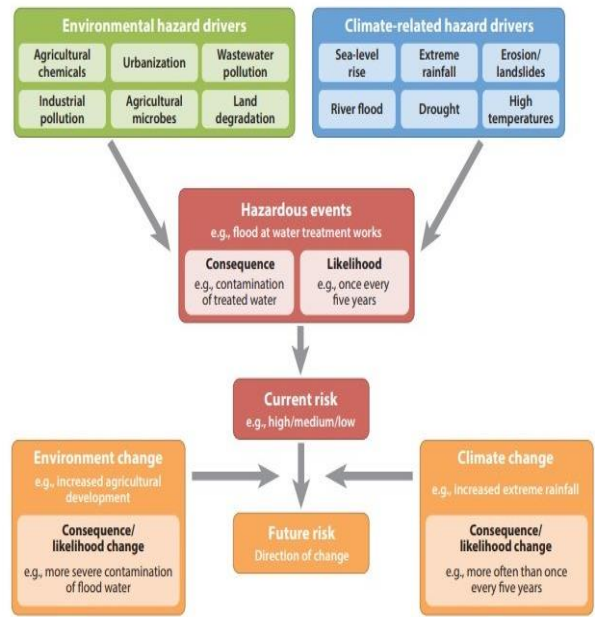 Environmental hazard drivers
Agricultural
chemicals
Urbanization
Wastewater
pollution
Industrial
pollution
Agricultural
microbes
Land
degradation
Climate-related hazard drivers
Sea-level
rise
Extreme
rainfall
Erosion/
landslides
River flood
Drought
High
temperatures
Hazardous events
e.g., flood at water treatment works
Consequence
e.g., contamination
of treated water
Likelihood
e.g., once every
five years
Current risk
e.g., high/medium/low
Environment change
e.g., increased agricultural
development
Consequence/
likelihood change
e.g., more severe contamination
of flood water
Future risk
Direction of change
Climate change
e.g., increased extreme rainfall
Consequence/
likelihood change
e.g., more often than once
every five years